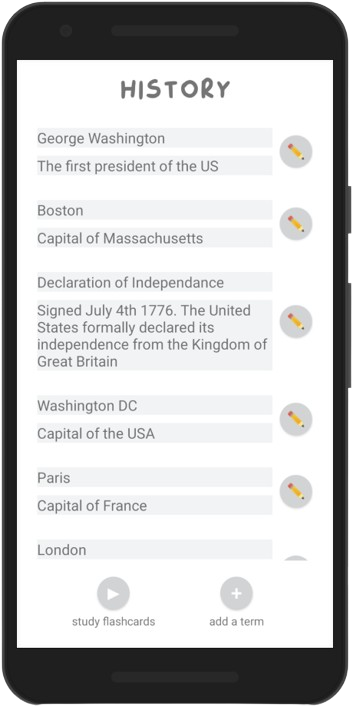 HISTORY
George Washington
The first president of the US
Boston
Capital of Massachusetts
Declaration of Independance
Signed July 4th 1776. The United
States formally declared its
independence from the Kingdom of
Great Britain
Washington DC
Capital of the USA
Paris
Capital of France
London
study flashcards
add a term